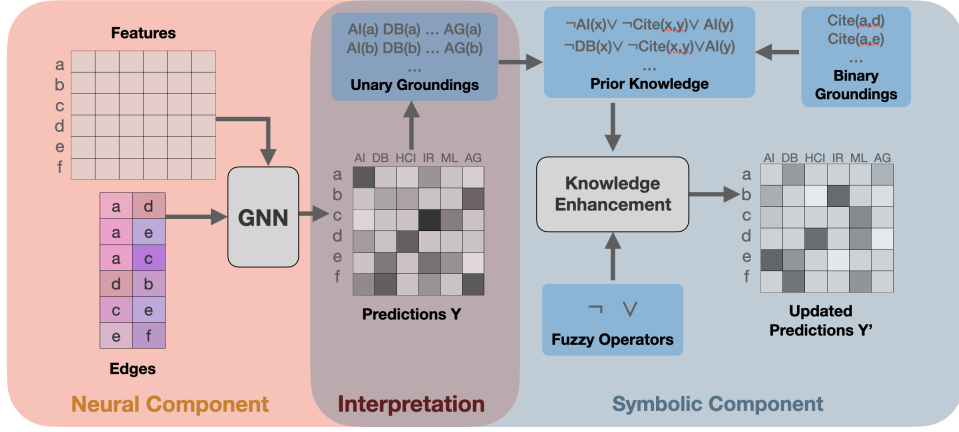 Features
a
b
c
d
e
f
a d
a e
a c
d b
c e
e f
Edges
GNN
Neural Component
AI(a) DB(a) ... AG(a)
AI(b) DB(b) ... AG(b)
...
Unary Groundings
AI DB HCI IR ML AG
a
b
c
d
e
f
Predictions Y
Interpretation
¬AI(x)∨ ¬Cite(x,y)∨ AI(y)
¬DB(x)∨ ¬Cite(x,y)∨AI(y)
...
Prior Knowledge
Cite(a,d)
Cite(a,e)
...
Binary
Groundings
Knowledge
Enhancement
¬ ∨
Fuzzy Operators
AI DB HCI IR ML AG
a
b
c
d
e
f
Updated
Predictions Y’
Symbolic Component